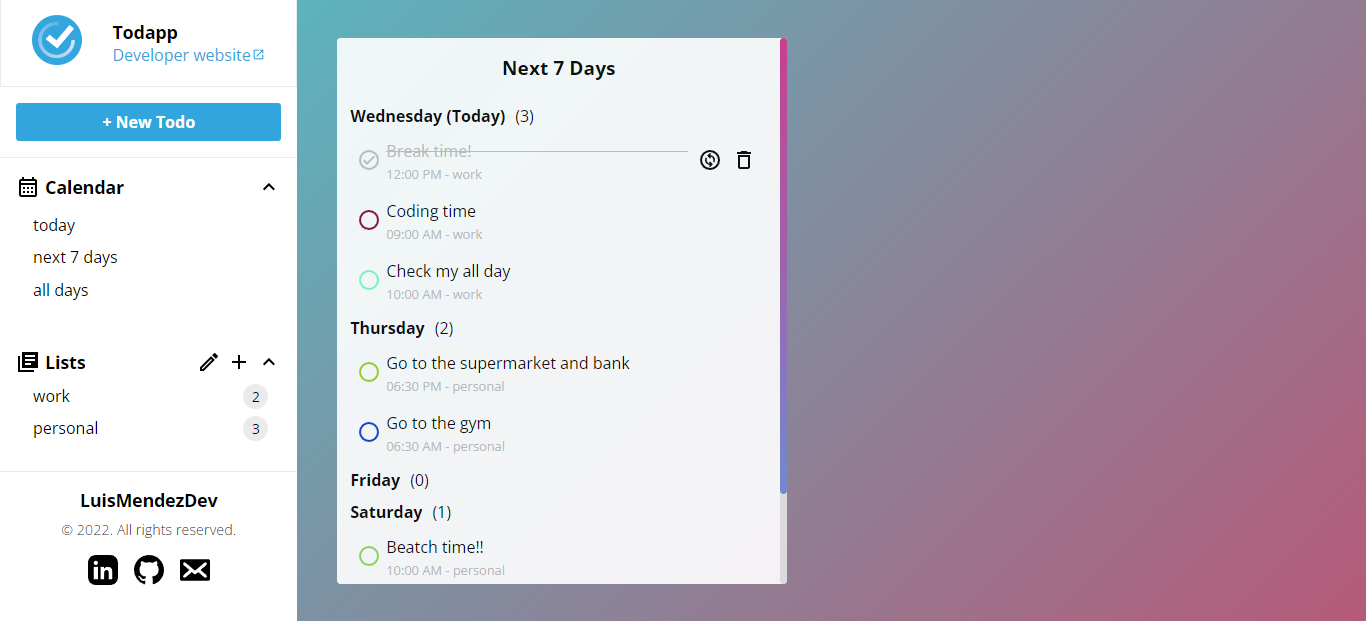 Todapp
Developer website
+ New Todo
Calendar
today
next 7 days
all days
Lists
work 2
personal 3
LuisMendezDev
© 2022. All rights reserved.
Next 7 Days
Wednesday (Today) (3)
Break time!
12:00 PM - work
Coding time
09:00 AM - work
Check my all day
10:00 AM - work
Thursday (2)
Go to the supermarket and bank
06:30 PM - personal
Go to the gym
06:30 AM - personal
Friday (0)
Saturday (1)
Beatch time!!
10:00 AM - personal